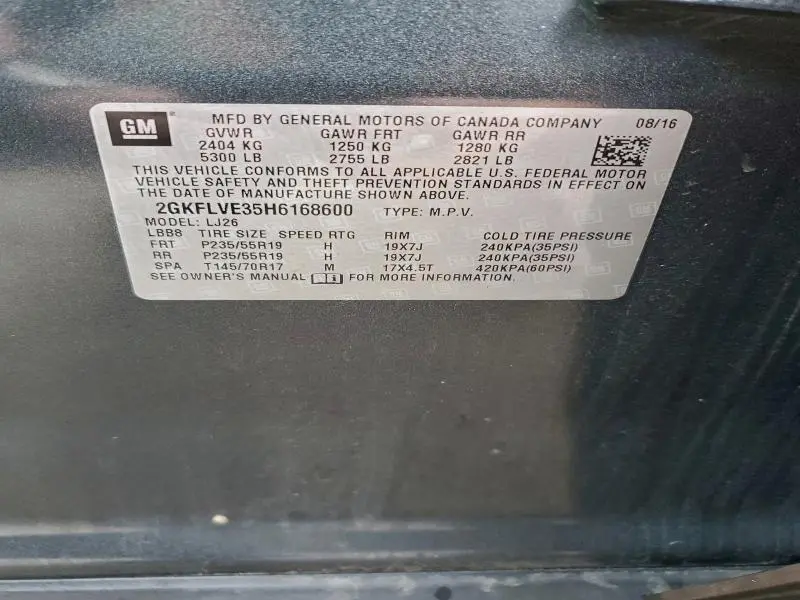 GM
MFD BY GENERAL MOTORS OF CANADA COMPANY 08/16
GVWR GAWR FRT GAWR RR
2404 KG 1250 KG 1280 KG
5300 LB 2755 LB 2821 LB
THIS VEHICLE CONFORMS TO ALL APPLICABLE U.S. FEDERAL MOTOR
VEHICLE SAFETY AND THEFT PREVENTION STANDARDS IN EFFECT ON
THE DATE OF MANUFACTURE SHOWN ABOVE.
2GKFLVE35H6168600 TYPE: M.P.V.
MODEL: LJ26
LBB8 TIRE SIZE SPEED RTG RIM COLD TIRE PRESSURE
FRT P235/55R19 H 19X7J 240KPA(35PSI)
RR P235/55R19 H 19X7J 240KPA(35PSI)
SPA T145/70R17 M 17X4.5T 420KPA(60PSI)
SEE OWNER'S MANUAL FOR MORE INFORMATION.